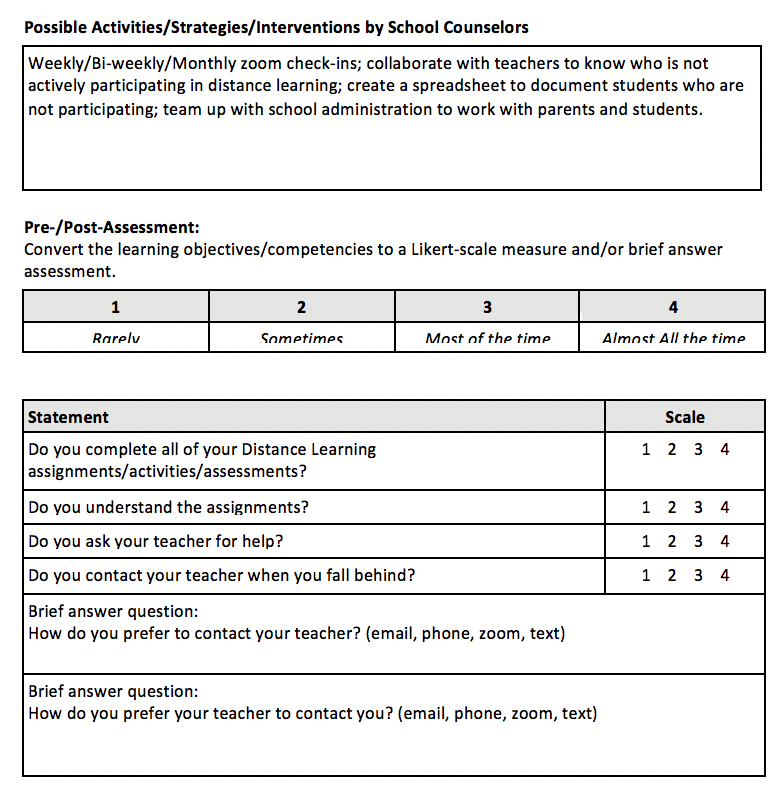 Possible Activities/Strategies/Interventions by School Counselors
Weekly/Bi-weekly/Monthly zoom check-ins; collaborate with teachers to know who is not
actively participating in distance learning; create a spreadsheet to document students who are
not participating; team up with school administration to work with parents and students.
Pre-/Post-Assessment:
Convert the learning objectives/competencies to a Likert-scale measure and/or brief answer
assessment.
1 2 3 4
Rarely Sometimes Most of the time Almost All the time
Statement Scale
Do you complete all of your Distance Learning 1 2 3 4
assignments/activities/assessments?
Do you understand the assignments? 1 2 3 4
Do you ask your teacher for help? 1 2 3 4
Do you contact your teacher when you fall behind? 1 2 3 4
Brief answer question:
How do you prefer to contact your teacher? (email, phone, zoom, text)
Brief answer question:
How do you prefer your teacher to contact you? (email, phone, zoom, text)